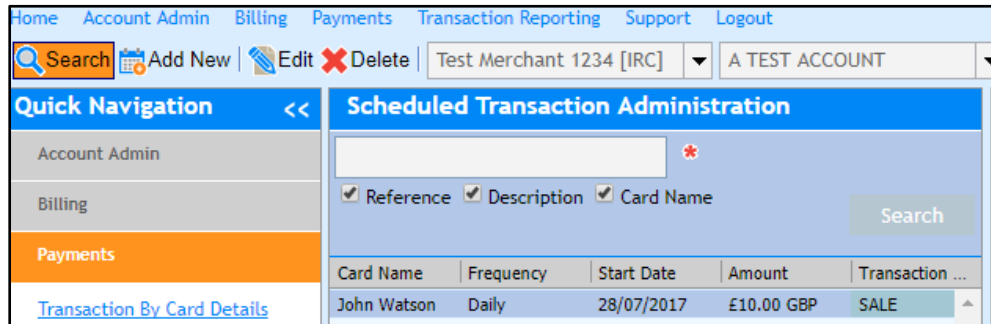 Home Account Admin Billing Payments Transaction Reporting Support Logout
Search Add New Edit Delete Test Merchant 1234 [IRC] A TEST ACCOUNT
Quick Navigation << Scheduled Transaction Administration
Account Admin
*
Reference Description Card Name
Billing
Search
Payments
Card Name Frequency Start Date Amount Transaction ...
Transaction By Card Details
John Watson Daily 28/07/2017 £10.00 GBP SALE